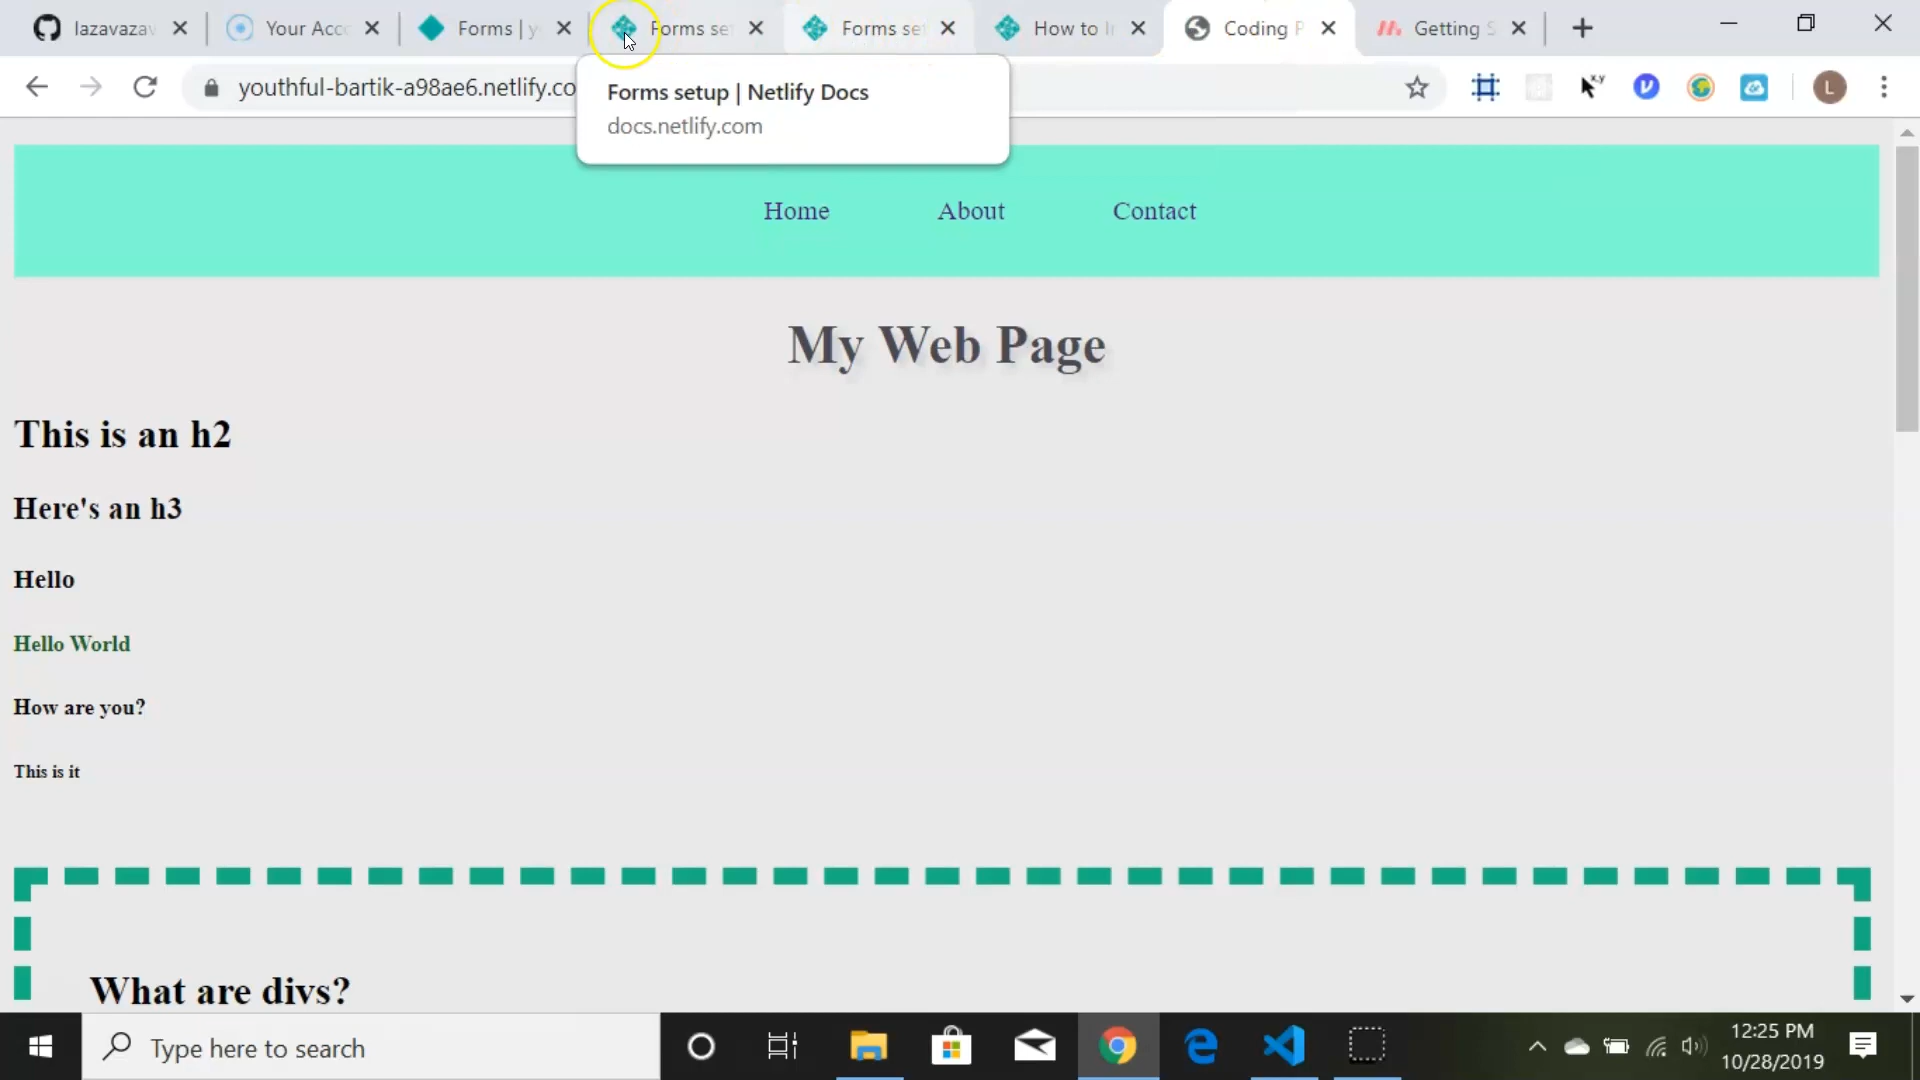 lazavaza
Your Acc
Forms | y
Forms se
Forms se
How to I
Coding P
Getting S
youthful-bartik-a98ae6.netlify.co
Forms setup | Netlify Docs
docs.netlify.com
Home
About
Contact
My Web Page
This is an h2
Here's an h3
Hello
Hello World
How are you?
This is it
What are divs?
Type here to search
12:25 PM
10/28/2019
L